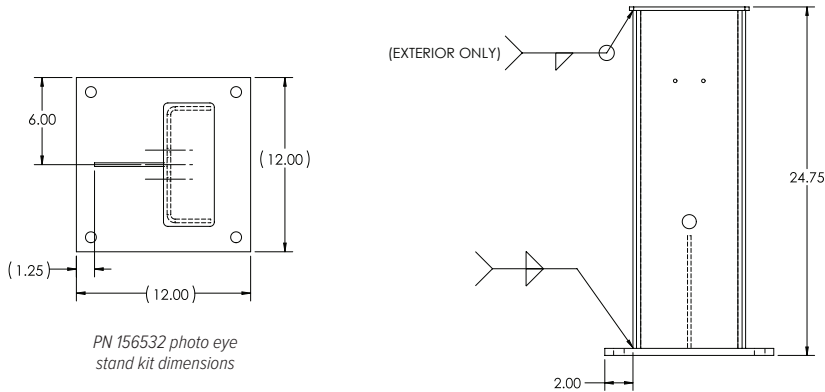 (EXTERIOR ONLY)
6.00
(12.00)
24.75
(1.25)
(12.00)
PN 156532 photo eye
stand kit dimensions
2.00